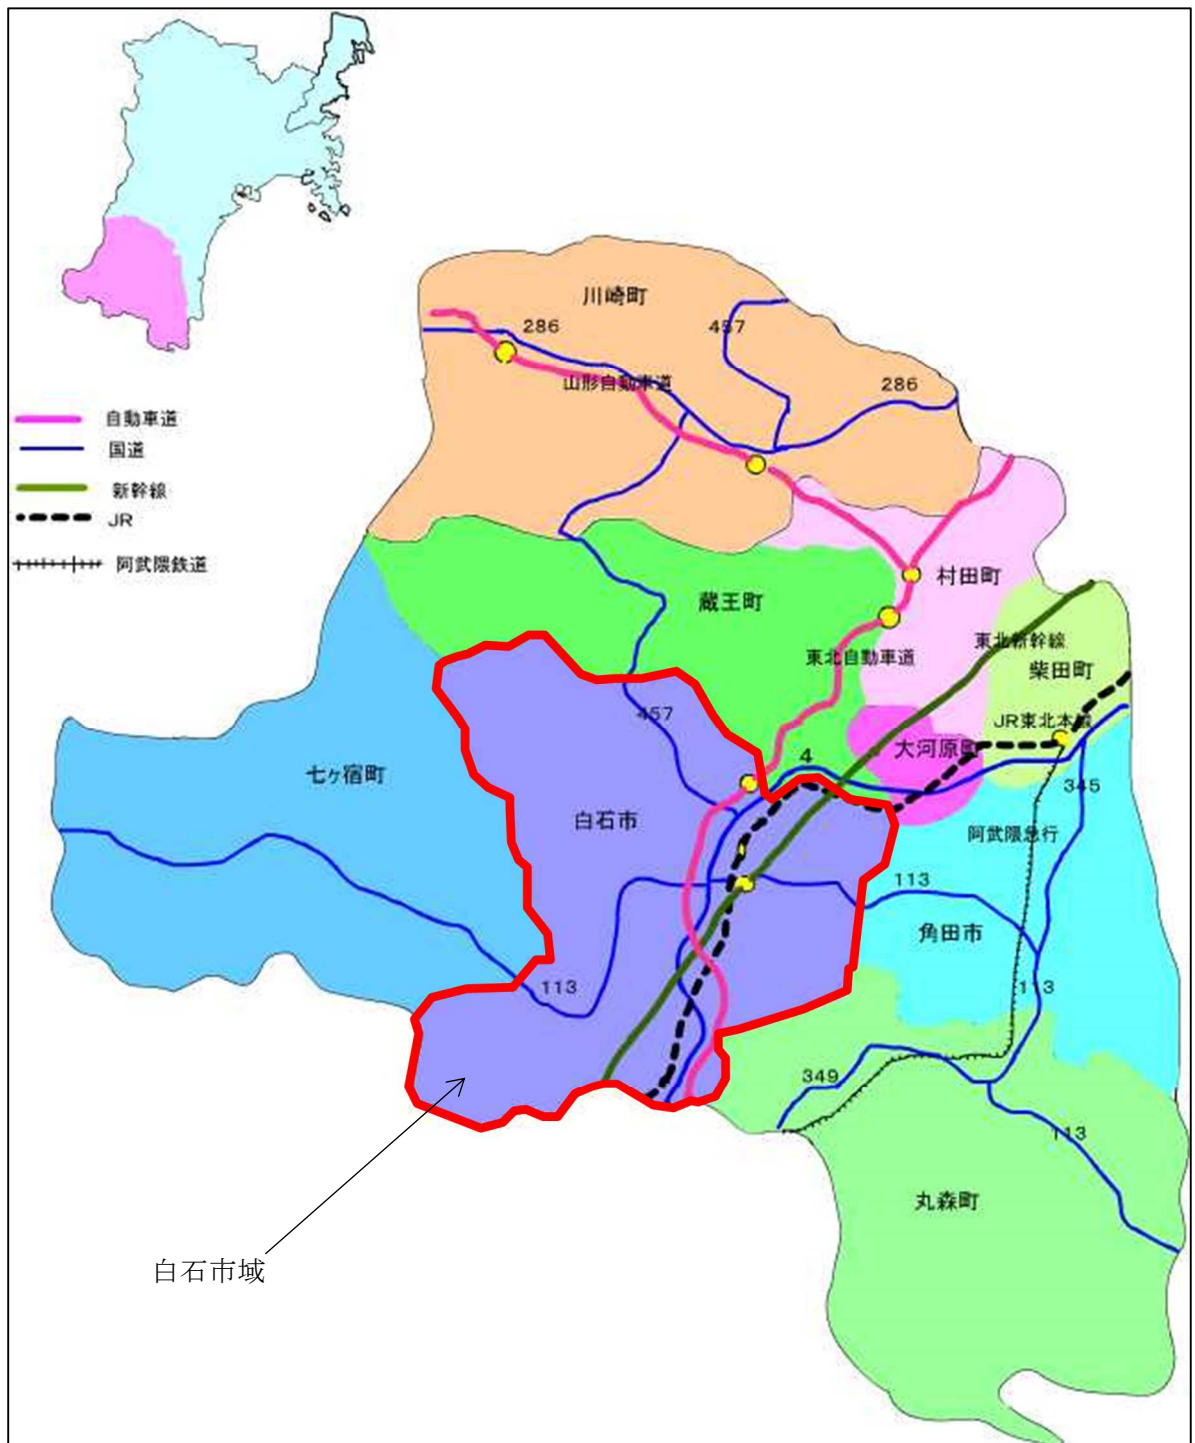 川崎町
286
457
山形自動車道
286
自動車道
国道
新幹線
JR
阿武隈鉄道
村田町
蔵王町
東北新幹線
東北自動車道
柴田町
457
JR東北本線
大河原町
4
七ヶ宿町
345
白石市
阿武隈急行
113
角田市
113
113
349
113
丸森町
白石市域